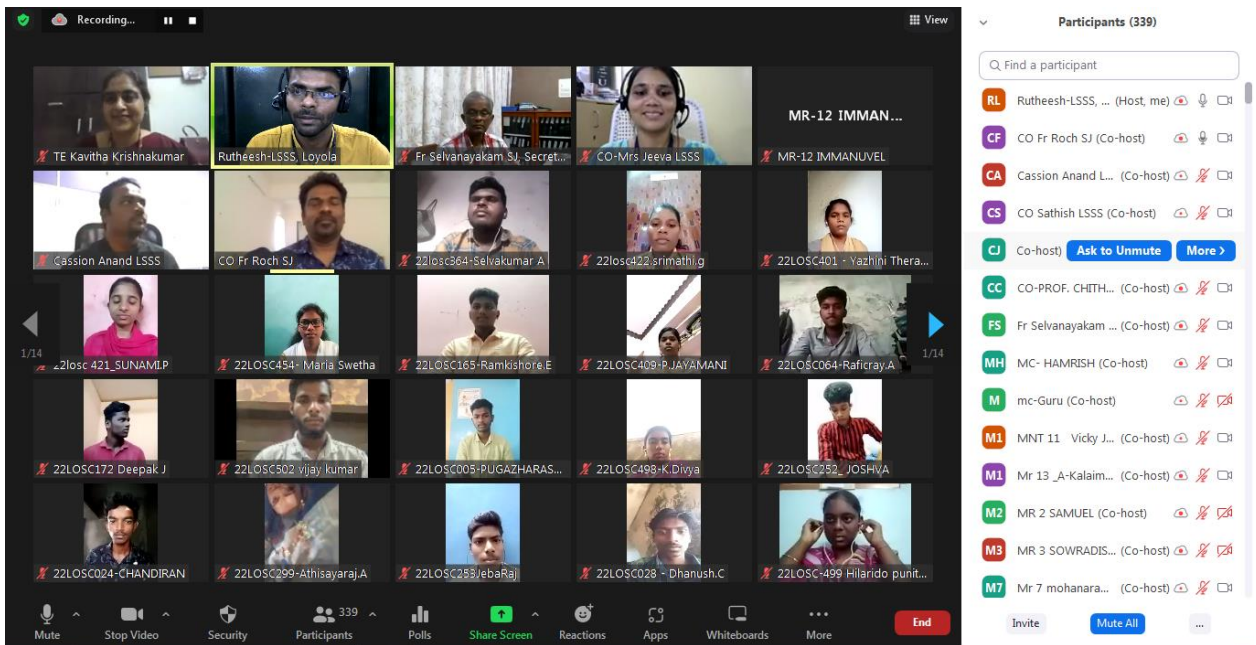 Recording...
View
TE Kavitha Krishnakumar
Rutheesh-LSSS, Loyola
Fr Selvanayakam SJ, Secret...
CO-Mrs Jeeva LSSS
MR-12 IMMAN...
MR-12 IMMANUVEL
Cassion Anand LSSS
CO Fr Roch SJ
22losc364-Selvakumar A
22losc422.srimathi.g
22LOSC401 - Yazhini Thera...
1/14
22losc 421_SUNAMI.P
22LOSC454- Maria Swetha
22LOSC165-Ramkishore.E
22LOSC409-P.JAYAMANI
22LOSC064-Raficray.A
1/14
22LOSC172 Deepak J
22LOSC502 vijay kumar
22LOSC005-PUGAZHARAS...
22LOSC498-K.Divya
22LOSC252_ JOSHVA
22LOSC024-CHANDIRAN
22LOSC299-Athisayaraj.A
22LOSC253JebaRaj
22LOSC028 - Dhanush.C
22LOSC-499 Hilarido punit...
Mute
Stop Video
Security
339
Participants
Polls
Share Screen
Reactions
Apps
Whiteboards
More
End
Participants (339)
Find a participant
RL Rutheesh-LSSS, ... (Host, me)
CF CO Fr Roch SJ (Co-host)
CA Cassion Anand L... (Co-host)
CS CO Sathish LSSS (Co-host)
CJ Co-host) Ask to Unmute More >
CC CO-PROF. CHITH... (Co-host)
FS Fr Selvanayakam ... (Co-host)
MH MC- HAMRISH (Co-host)
M mc-Guru (Co-host)
M1 MNT 11 Vicky J... (Co-host)
M1 Mr 13 _A-Kalaim... (Co-host)
M2 MR 2 SAMUEL (Co-host)
M3 MR 3 SOWRADIS... (Co-host)
M7 Mr 7 mohanara... (Co-host)
Invite
Mute All
...